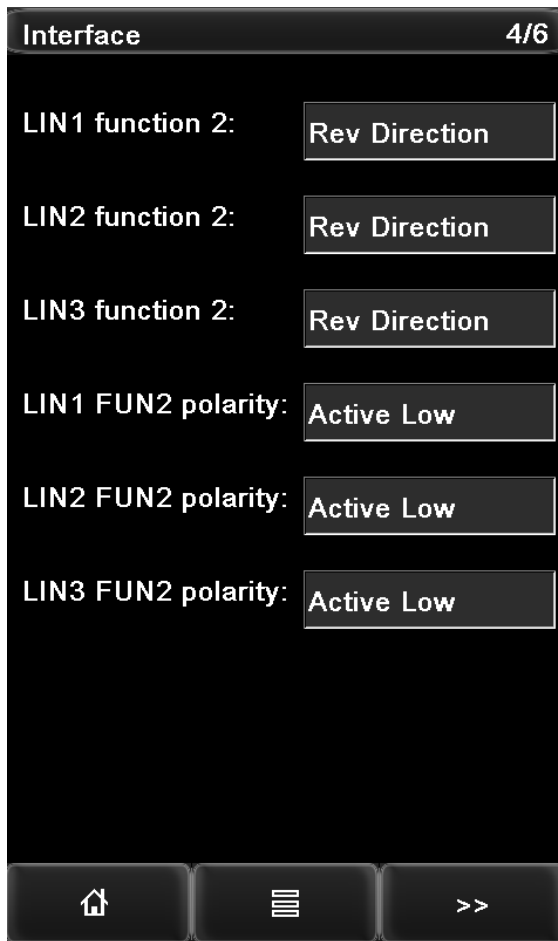 Interface 4/6
LIN1 function 2: Rev Direction
LIN2 function 2: Rev Direction
LIN3 function 2: Rev Direction
LIN1 FUN2 polarity: Active Low
LIN2 FUN2 polarity: Active Low
LIN3 FUN2 polarity: Active Low
>>